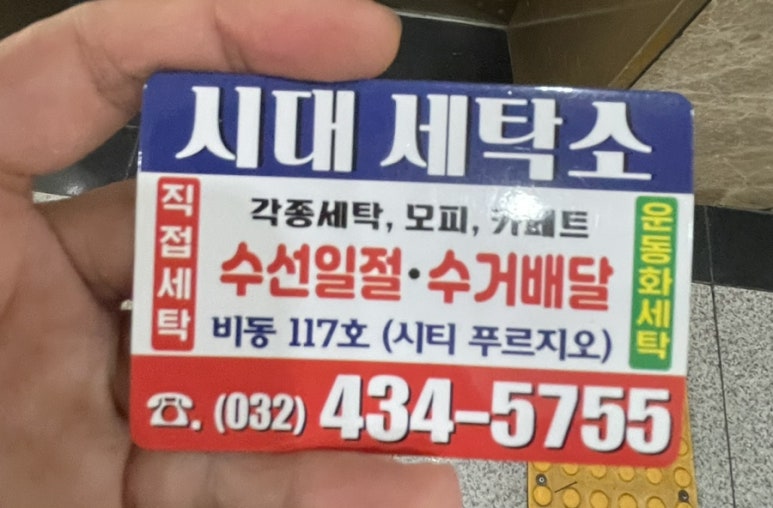 시대 세탁소
직접세탁
각종세탁, 모피, 카페트
수선일절·수거배달
비동 117호 (시티 푸르지오)
운동화세탁
☎. (032) 434-5755